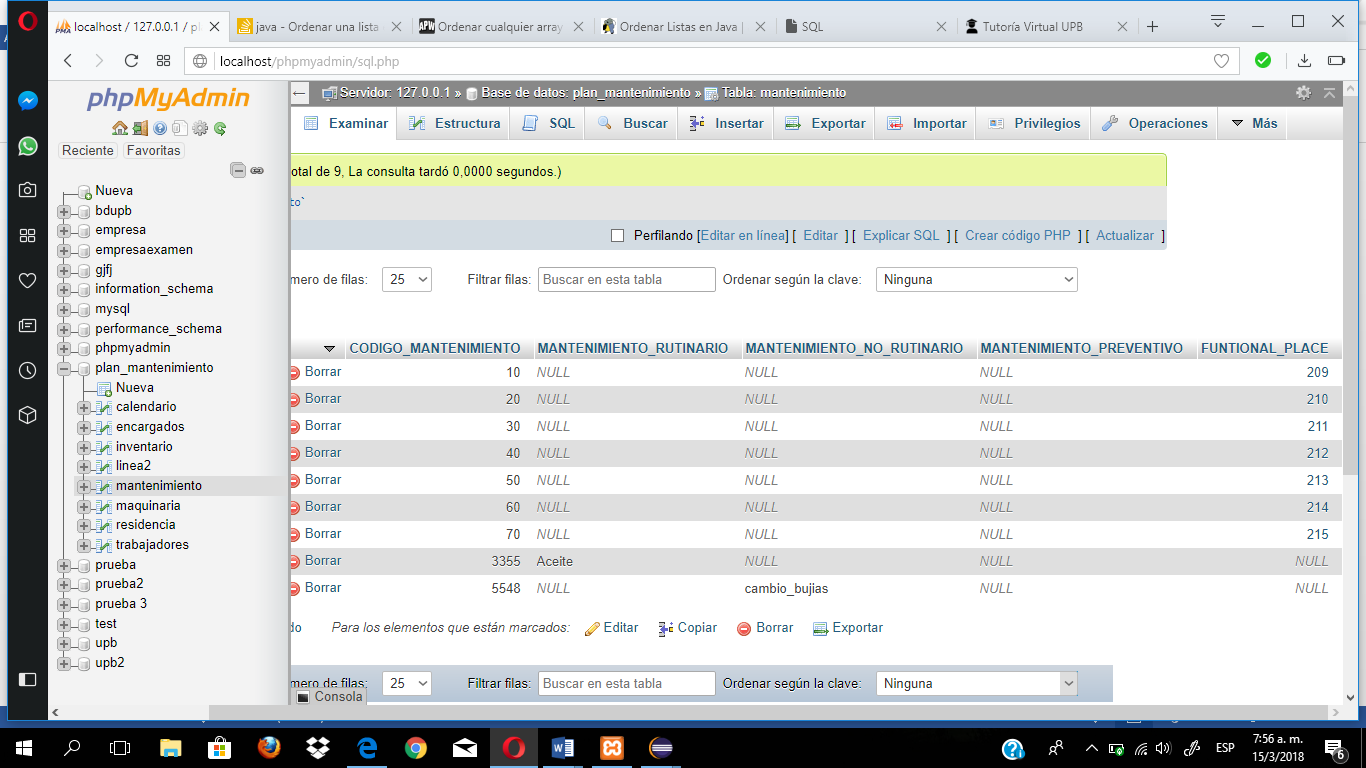 localhost / 127.0.0.1 / pl
java - Ordenar una lista
Ordenar cualquier array
Ordenar Listas en Java |
SQL
Tutoría Virtual UPB
localhost/phpmyadmin/sql.php
phpMyAdmin
Reciente Favoritas
Nueva
bdupb
empresa
empresaexamen
gjfj
information_schema
mysql
performance_schema
phpmyadmin
plan_mantenimiento
Nueva
calendario
encargados
inventario
linea2
mantenimiento
maquinaria
residencia
trabajadores
prueba
prueba2
prueba 3
test
upb
upb2
Servidor: 127.0.0.1 » Base de datos: plan_mantenimiento » Tabla: mantenimiento
Examinar Estructura SQL Buscar Insertar Exportar Importar Privilegios Operaciones Más
otal de 9, La consulta tardó 0,0000 segundos.)
to`
Perfilando [Editar en línea] [ Editar ] [ Explicar SQL ] [ Crear código PHP ] [ Actualizar ]
mero de filas: 25 Filtrar filas: Buscar en esta tabla Ordenar según la clave: Ninguna
CODIGO_MANTENIMIENTO MANTENIMIENTO_RUTINARIO MANTENIMIENTO_NO_RUTINARIO MANTENIMIENTO_PREVENTIVO FUNTIONAL_PLACE
Borrar 10 NULL NULL NULL 209
Borrar 20 NULL NULL NULL 210
Borrar 30 NULL NULL NULL 211
Borrar 40 NULL NULL NULL 212
Borrar 50 NULL NULL NULL 213
Borrar 60 NULL NULL NULL 214
Borrar 70 NULL NULL NULL 215
Borrar 3355 Aceite NULL NULL NULL
Borrar 5548 NULL cambio_bujias NULL NULL
do Para los elementos que están marcados: Editar Copiar Borrar Exportar
mero de filas: 25 Filtrar filas: Buscar en esta tabla Ordenar según la clave: Ninguna
Consola
ESP
7:56 a. m.
15/3/2018
6